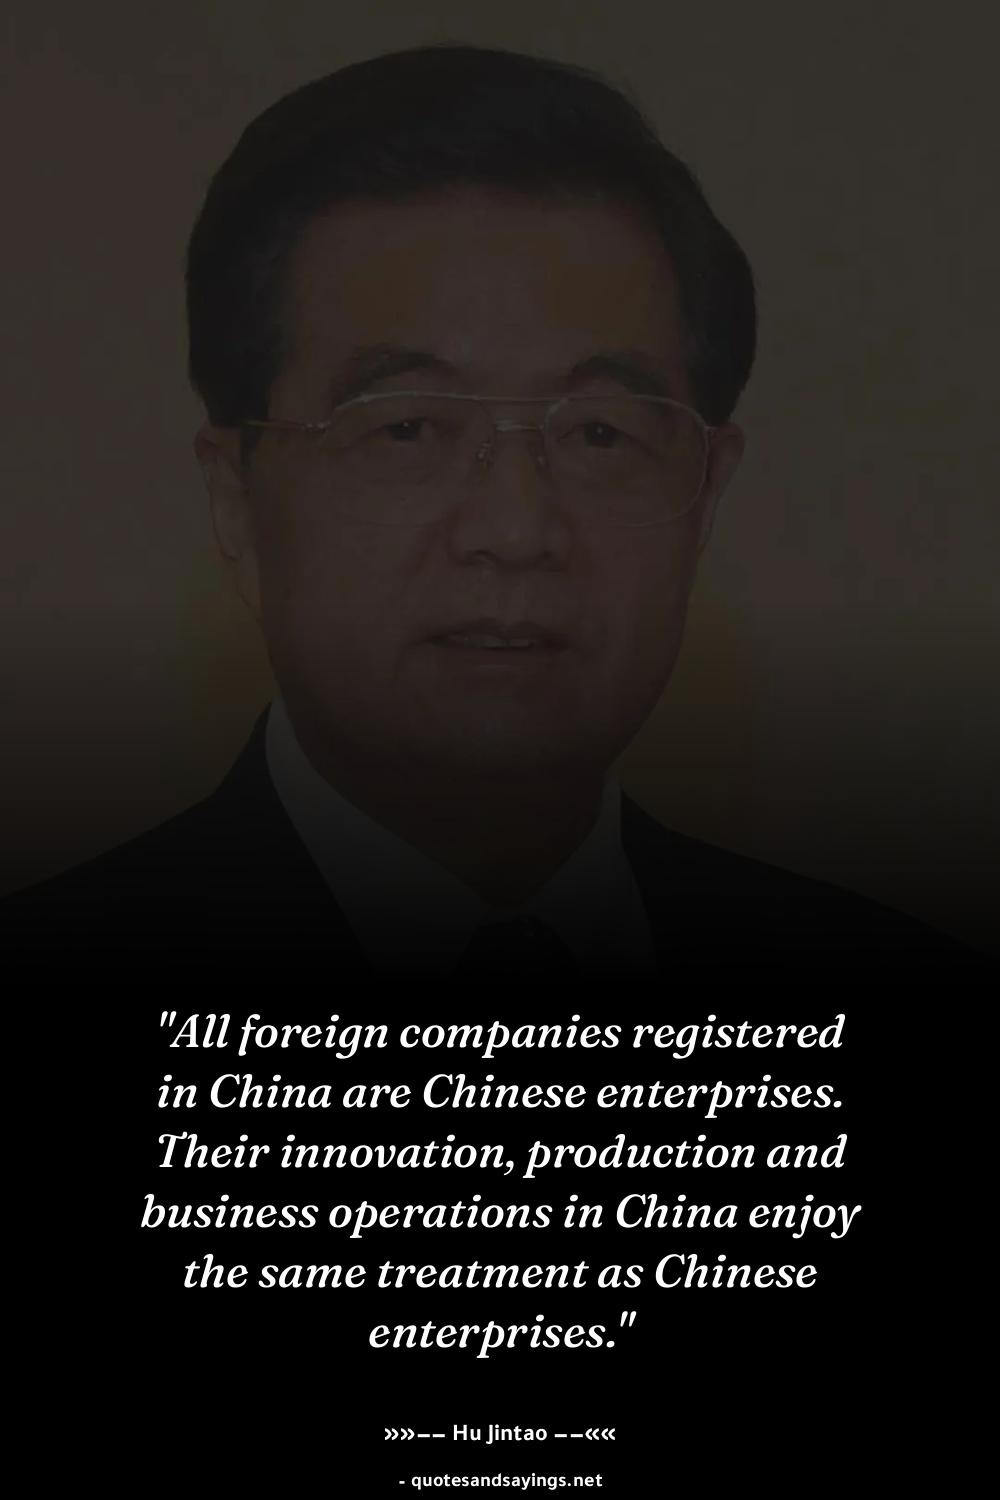 "All foreign companies registered
in China are Chinese enterprises.
Their innovation, production and
business operations in China enjoy
the same treatment as Chinese
enterprises."
»»–– Hu Jintao ––««
- quotesandsayings.net